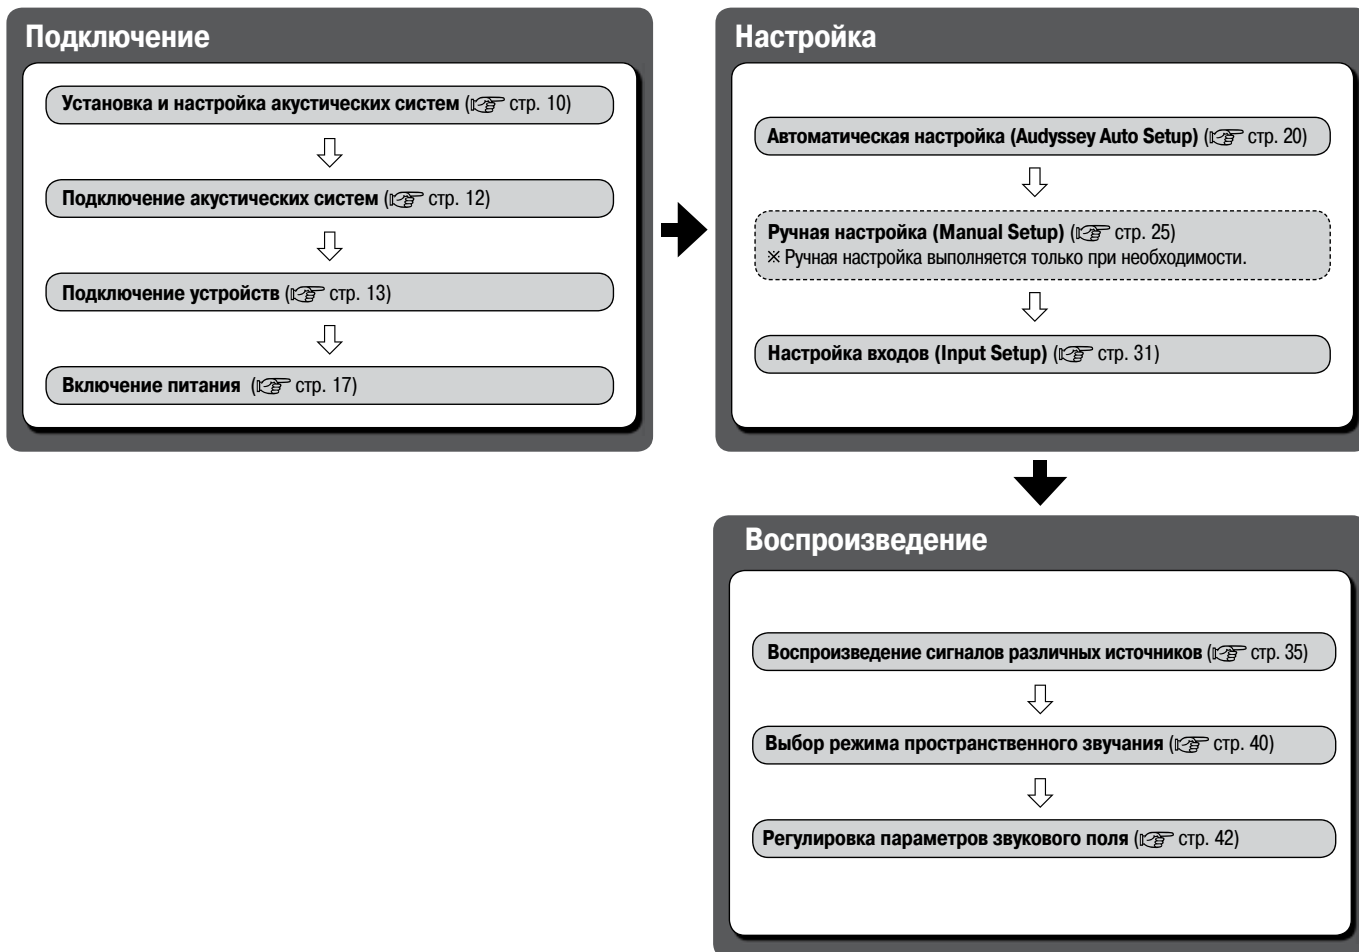 Подключение
Установка и настройка акустических систем (☞ стр. 10)
Подключение акустических систем (☞ стр. 12)
Подключение устройств (☞ стр. 13)
Включение питания (☞ стр. 17)
Настройка
Автоматическая настройка (Audyssey Auto Setup) (☞ стр. 20)
Ручная настройка (Manual Setup) (☞ стр. 25)
※ Ручная настройка выполняется только при необходимости.
Настройка входов (Input Setup) (☞ стр. 31)
Воспроизведение
Воспроизведение сигналов различных источников (☞ стр. 35)
Выбор режима пространственного звучания (☞ стр. 40)
Регулировка параметров звукового поля (☞ стр. 42)